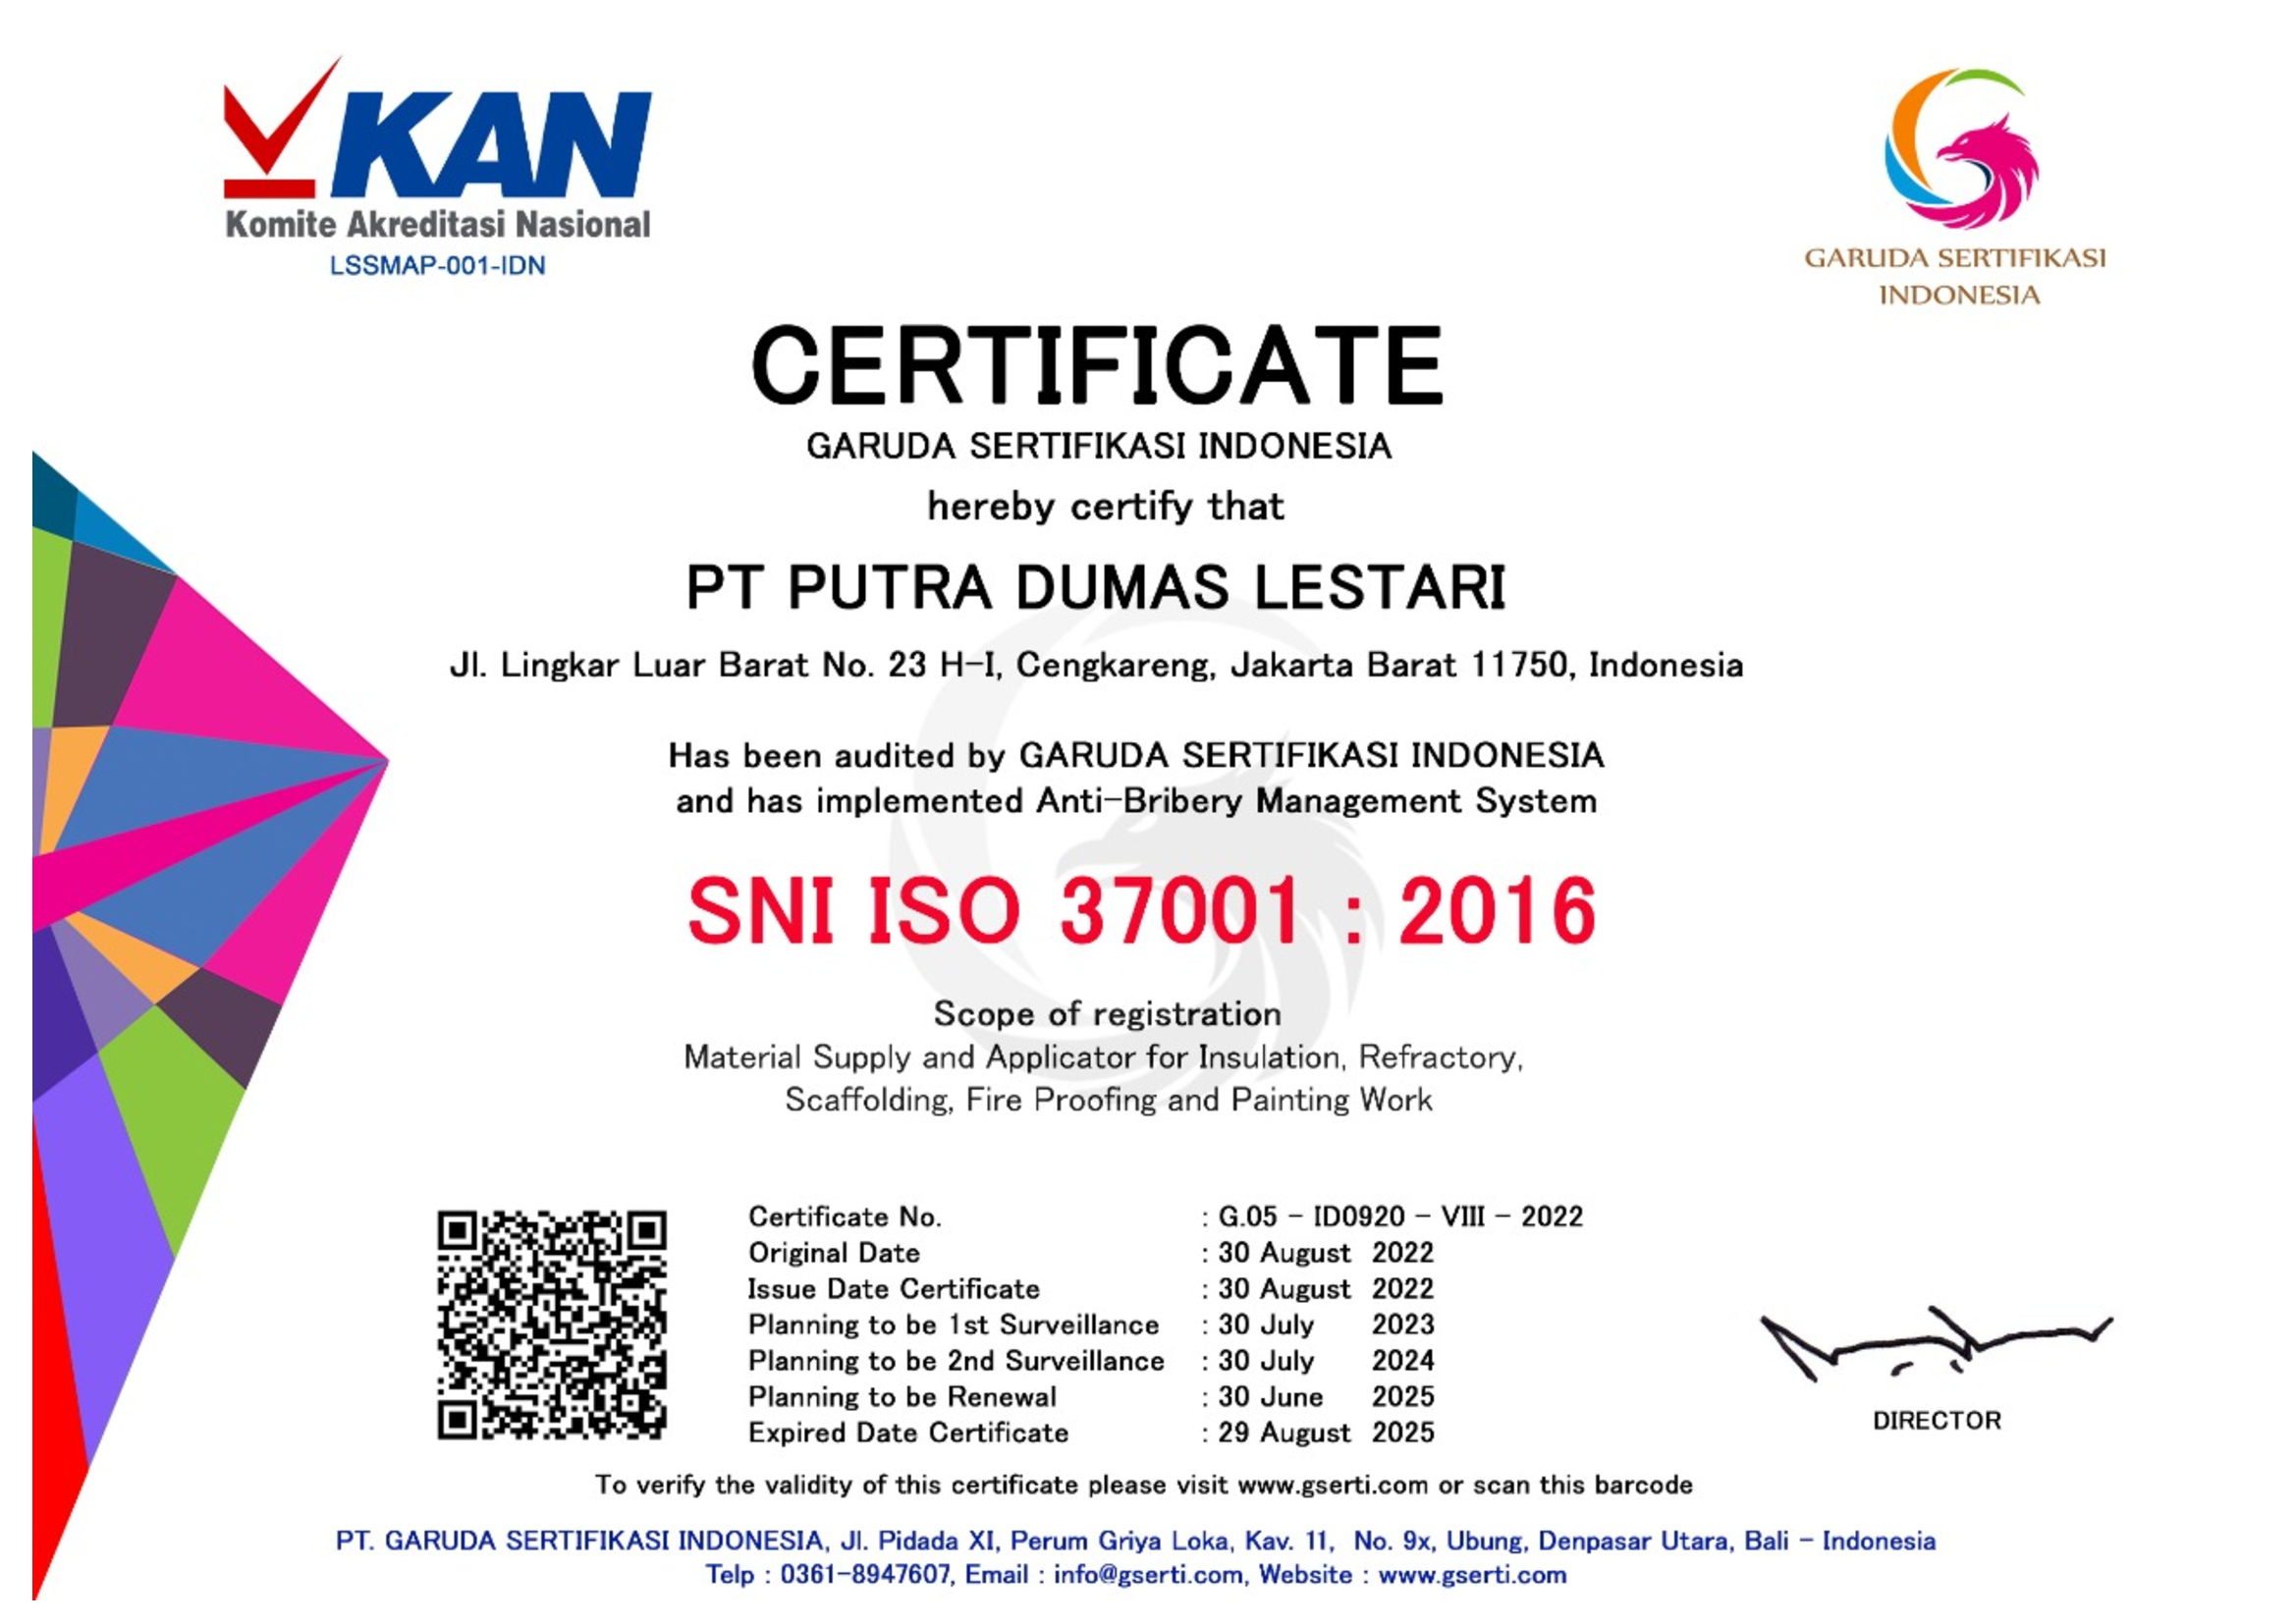 KAN
Komite Akreditasi Nasional
LSSMAP-001-IDN
GARUDA SERTIFIKASI
INDONESIA
CERTIFICATE
GARUDA SERTIFIKASI INDONESIA
hereby certify that
PT PUTRA DUMAS LESTARI
Jl. Lingkar Luar Barat No. 23 H-I, Cengkareng, Jakarta Barat 11750, Indonesia
Has been audited by GARUDA SERTIFIKASI INDONESIA
and has implemented Anti-Bribery Management System
SNI ISO 37001 : 2016
Scope of registration
Material Supply and Applicator for Insulation, Refractory,
Scaffolding, Fire Proofing and Painting Work
Certificate No. : G.05 - ID0920 - VIII - 2022
Original Date : 30 August 2022
Issue Date Certificate : 30 August 2022
Planning to be 1st Surveillance : 30 July 2023
Planning to be 2nd Surveillance : 30 July 2024
Planning to be Renewal : 30 June 2025
Expired Date Certificate : 29 August 2025
DIRECTOR
To verify the validity of this certificate please visit www.gserti.com or scan this barcode
PT. GARUDA SERTIFIKASI INDONESIA, Jl. Pidada XI, Perum Griya Loka, Kav. 11, No. 9x, Ubung, Denpasar Utara, Bali - Indonesia
Telp : 0361-8947607, Email : info@gserti.com, Website : www.gserti.com